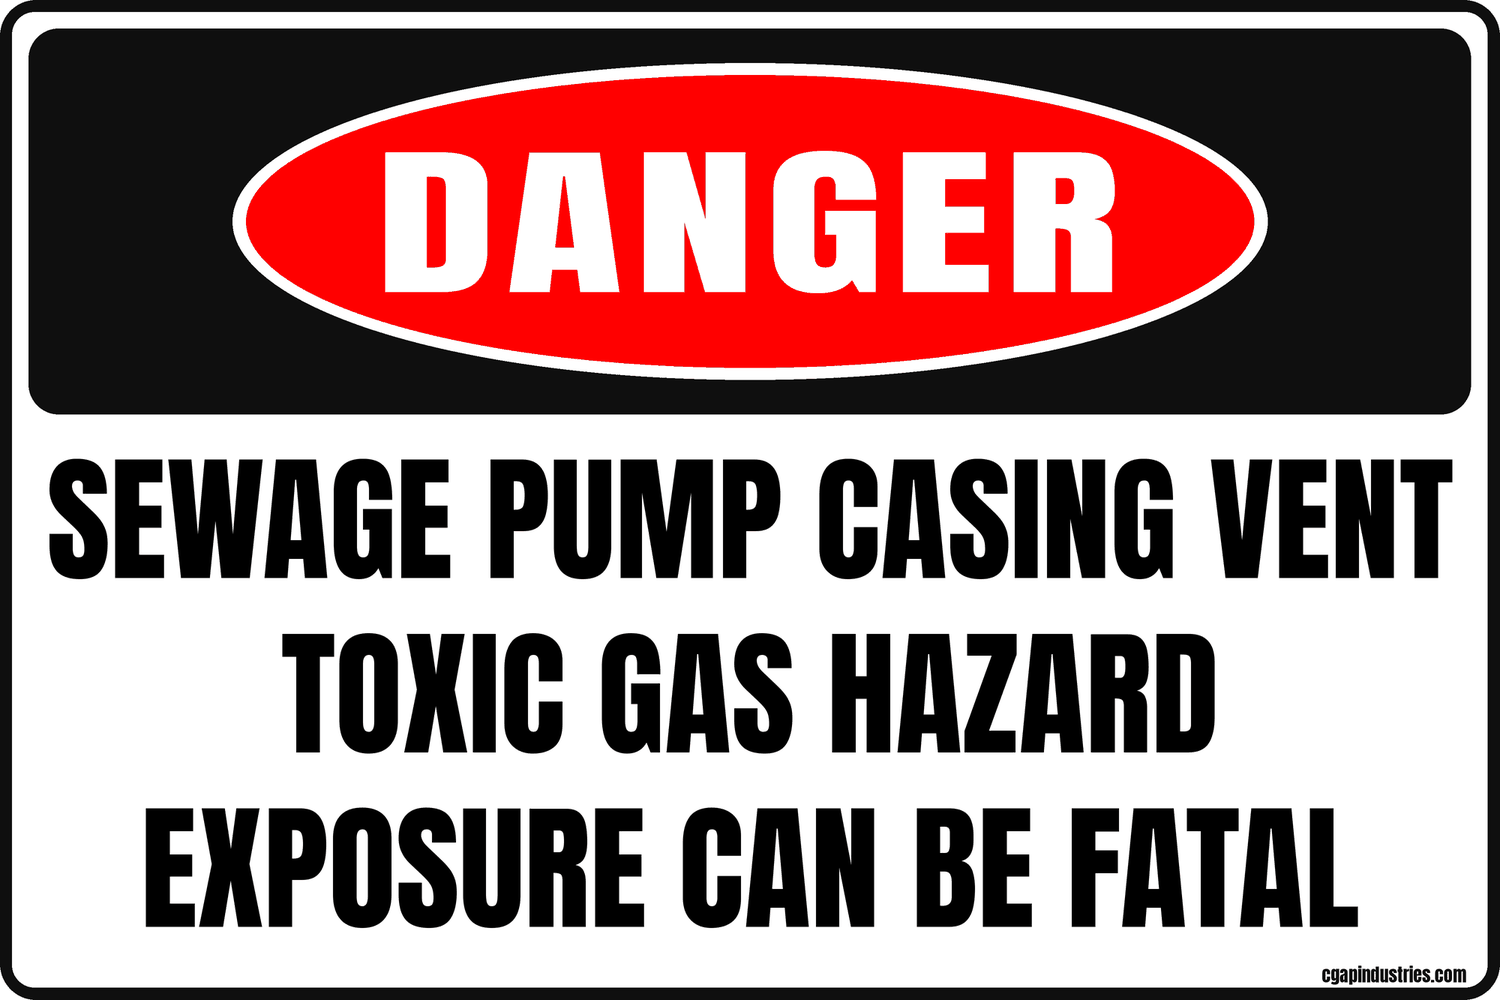 DANGER
SEWAGE PUMP CASING VENT
TOXIC GAS HAZARD
EXPOSURE CAN BE FATAL
cgapindustries.com